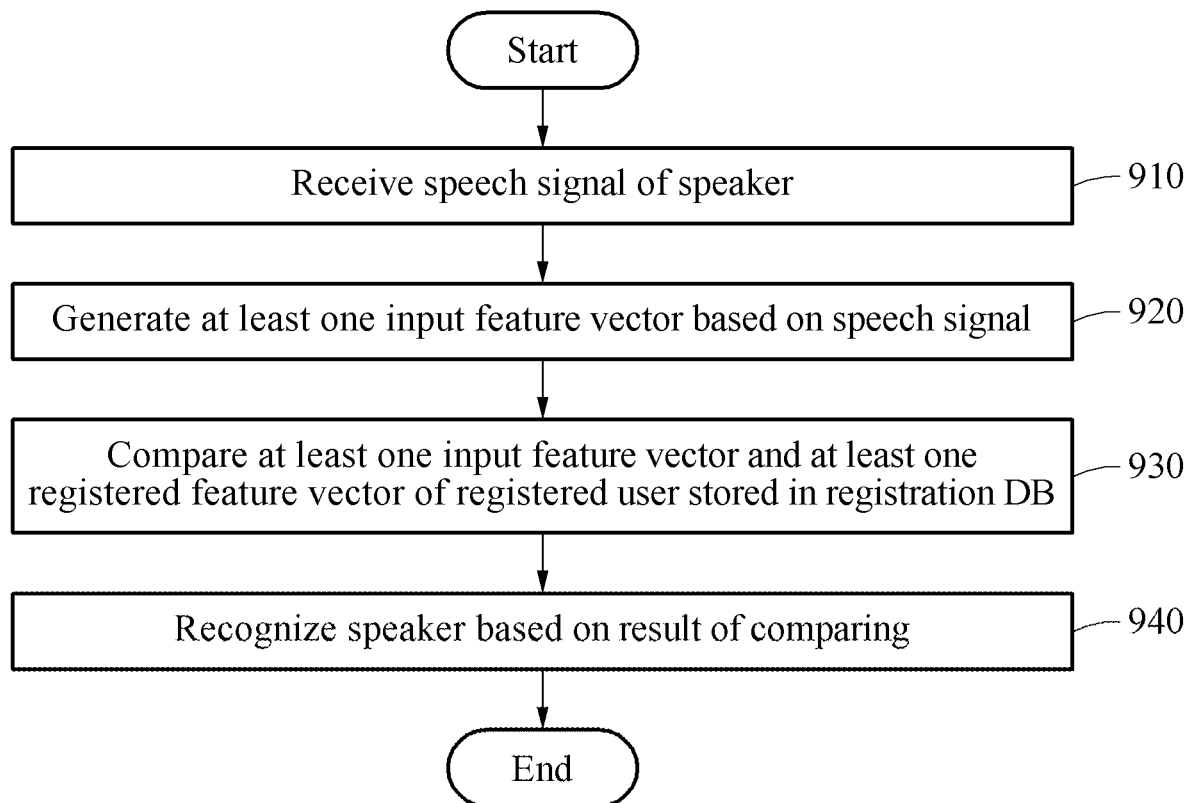 Start
Receive speech signal of speaker
910
Generate at least one input feature vector based on speech signal
920
Compare at least one input feature vector and at least one
registered feature vector of registered user stored in registration DB
930
Recognize speaker based on result of comparing
940
End